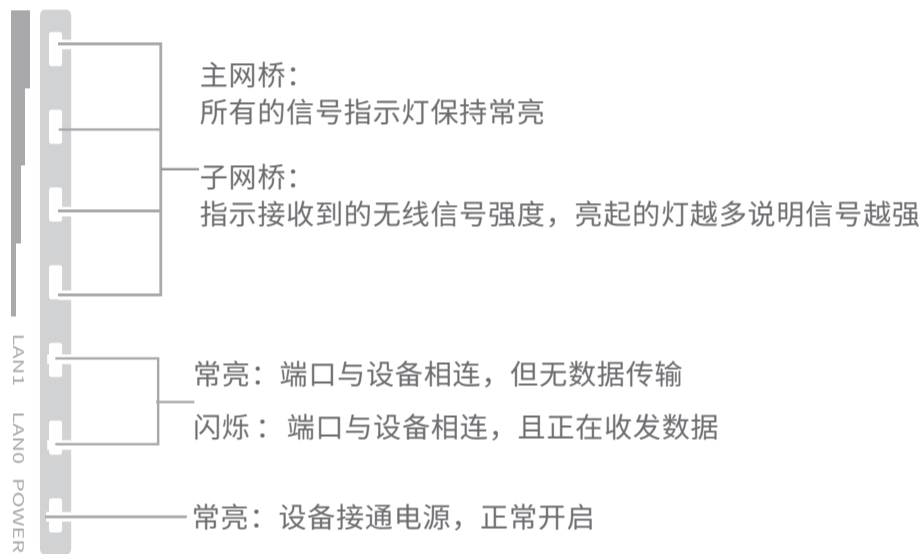 主网桥：
所有的信号指示灯保持常亮
子网桥：
指示接收到的无线信号强度，亮起的灯越多说明信号越强
LAN1
常亮：端口与设备相连，但无数据传输
LAN0
闪烁：端口与设备相连，且正在收发数据
POWER
常亮：设备接通电源，正常开启